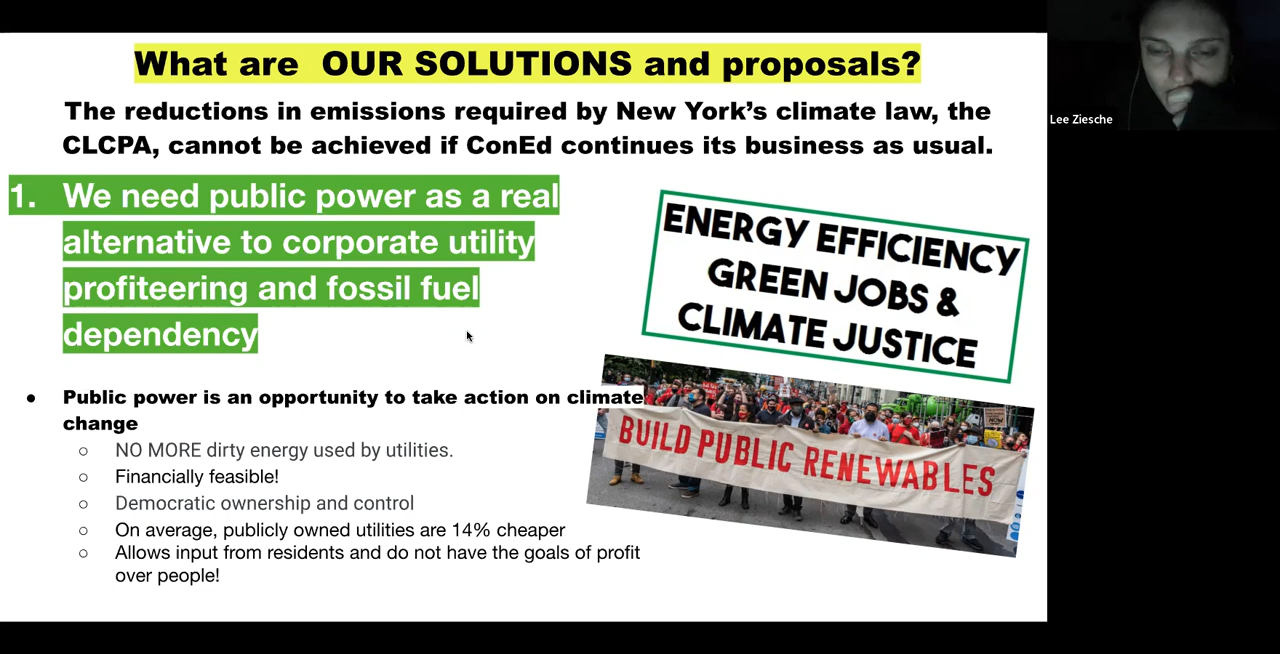 What are  OUR SOLUTIONS and proposals?
The reductions in emissions required by New York’s climate law, the
CLCPA, cannot be achieved if ConEd continues its business as usual.
1. We need public power as a real
alternative to corporate utility
profiteering and fossil fuel
dependency
● Public power is an opportunity to take action on climate
change
○ NO MORE dirty energy used by utilities.
○ Financially feasible!
○ Democratic ownership and control
○ On average, publicly owned utilities are 14% cheaper
○ Allows input from residents and do not have the goals of profit
over people!
ENERGY EFFICIENCY
GREEN JOBS &
CLIMATE JUSTICE
BUILD PUBLIC RENEWABLES
Lee Ziesche